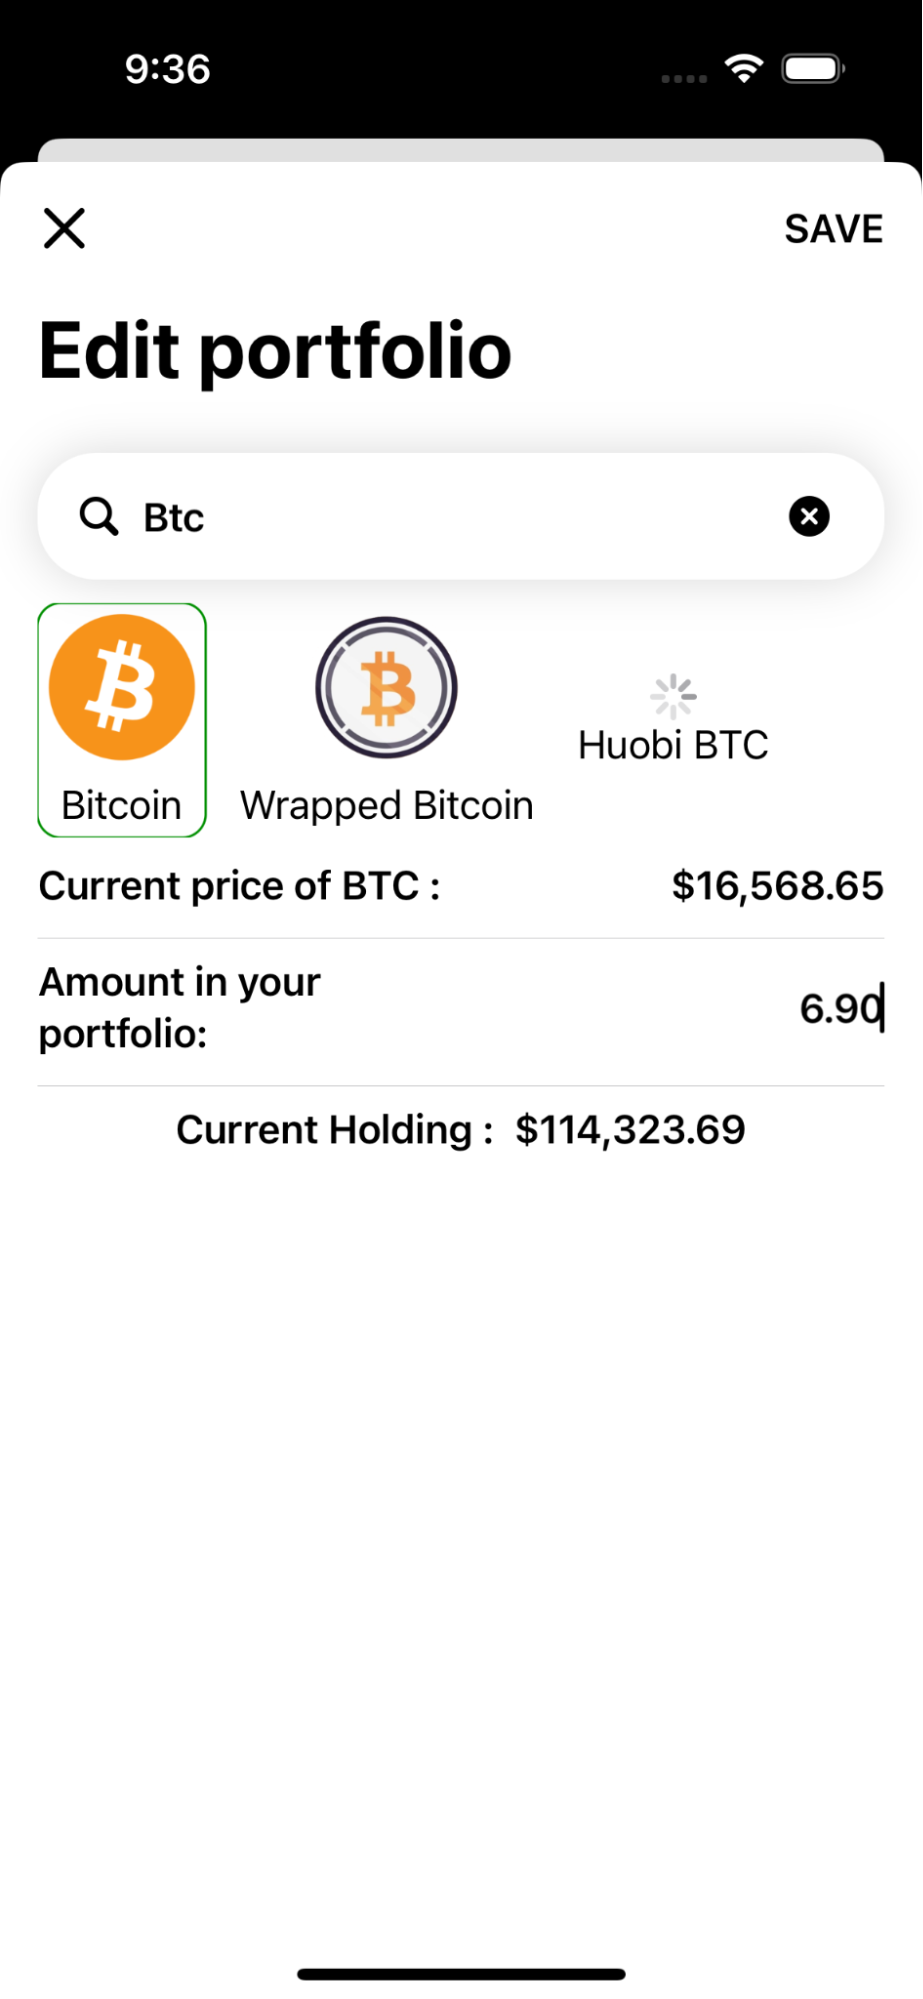 9:36
SAVE
Edit portfolio
Btc
Bitcoin
Wrapped Bitcoin
Huobi BTC
Current price of BTC : $16,568.65
Amount in your
portfolio:
6.90
Current Holding : $114,323.69